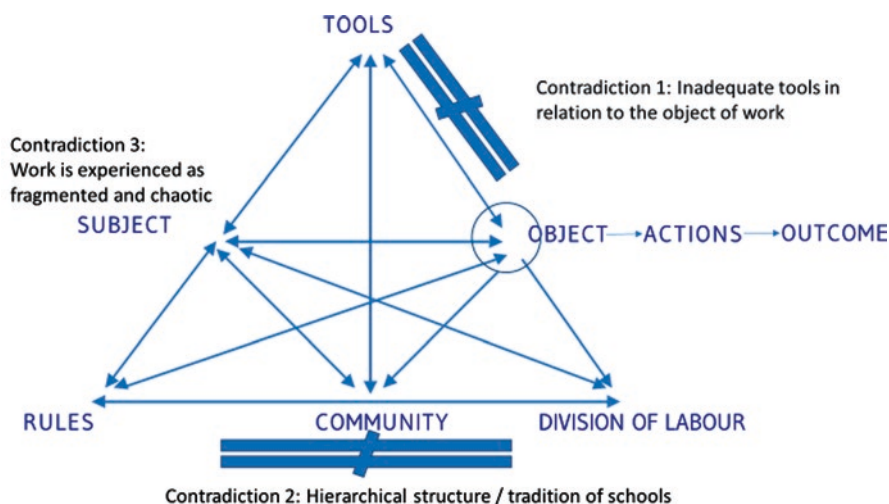 TOOLS
Contradiction 1: Inadequate tools in
relation to the object of work
Contradiction 3:
Work is experienced as
fragmented and chaotic
SUBJECT
OBJECT ACTIONS OUTCOME
RULES COMMUNITY DIVISION OF LABOUR
Contradiction 2: Hierarchical structure / tradition of schools